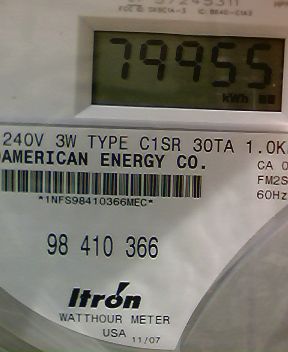 79955
kWh
240V 3W TYPE C1SR 30TA 1.0K
AMERICAN ENERGY CO.
CA
FM2S
60Hz
*1NFS98410366MEC*
98 410 366
Itron
WATTHOUR METER
USA 11/07